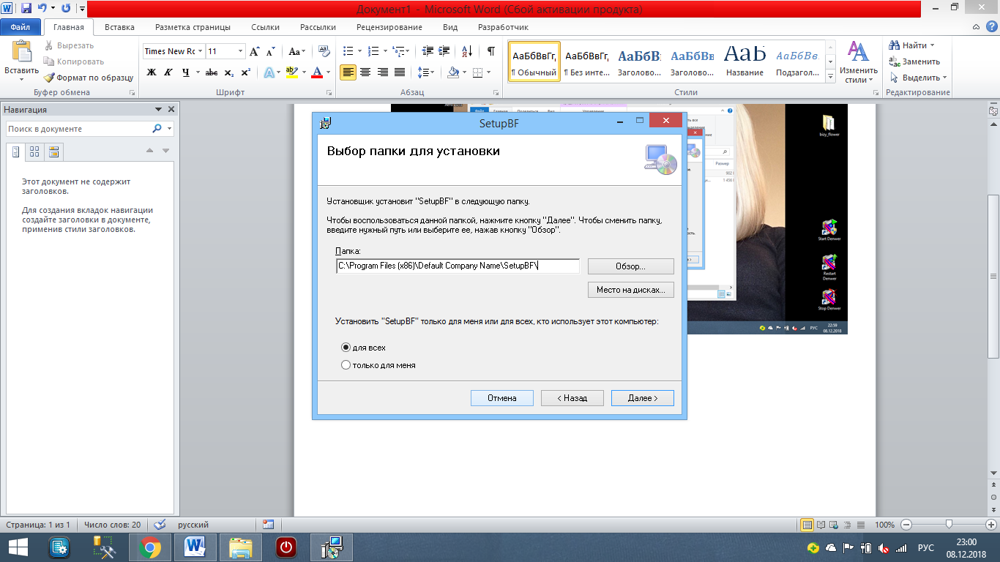 Документ1 - Microsoft Word (Сбой активации продукта)
Файл Главная Вставка Разметка страницы Ссылки Рассылки Рецензирование Вид Разработчик
Вставить
Вырезать
Копировать
Формат по образцу
Буфер обмена
Times New Ro 11
Ж К Ч abc x₂ x²
Шрифт
Абзац
АаБбВвГг, АаБбВвГг, АаБбВ АаБбВв АаБ АаБбВв.
¶ Обычный ¶ Без инте... Заголово... Заголово... Название Подзагол...
Стили
Изменить
стили
Найти
Заменить
Выделить
Редактирование
Навигация
Поиск в документе
Этот документ не содержит
заголовков.
Для создания вкладок навигации
создайте заголовки в документе,
применив стили заголовков.
SetupBF
Выбор папки для установки
Установщик установит "SetupBF" в следующую папку.
Чтобы воспользоваться данной папкой, нажмите кнопку "Далее". Чтобы сменить папку,
введите нужный путь или выберите ее, нажав кнопку "Обзор".
Папка:
C:\Program Files (x86)\Default Company Name\SetupBF\
Обзор...
Место на дисках...
Установить "SetupBF" только для меня или для всех, кто использует этот компьютер:
для всех
только для меня
Отмена < Назад Далее >
Размер
bizy_flower
Start Denwer
Restart
Denwer
Stop Denwer
РУС
22:59
08.12.2018
Страница: 1 из 1 Число слов: 20 русский 100%
РУС
23:00
08.12.2018